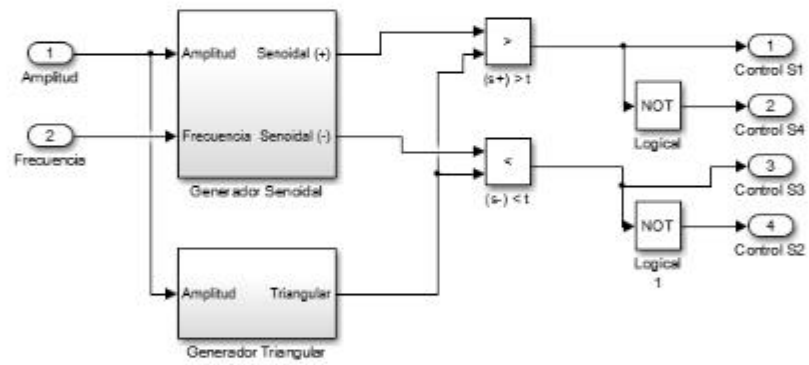 1
Amplitud
2
Frecuencia
Amplitud
Senoidal (+)
Frecuencia
Senoidal (-)
Generador Senoidal
Amplitud
Triangular
Generador Triangular
>
(s+) > t
<
(s-) < t
NOT
Logical
NOT
Logical
1
1
Control S1
2
Control S4
3
Control S3
4
Control S2